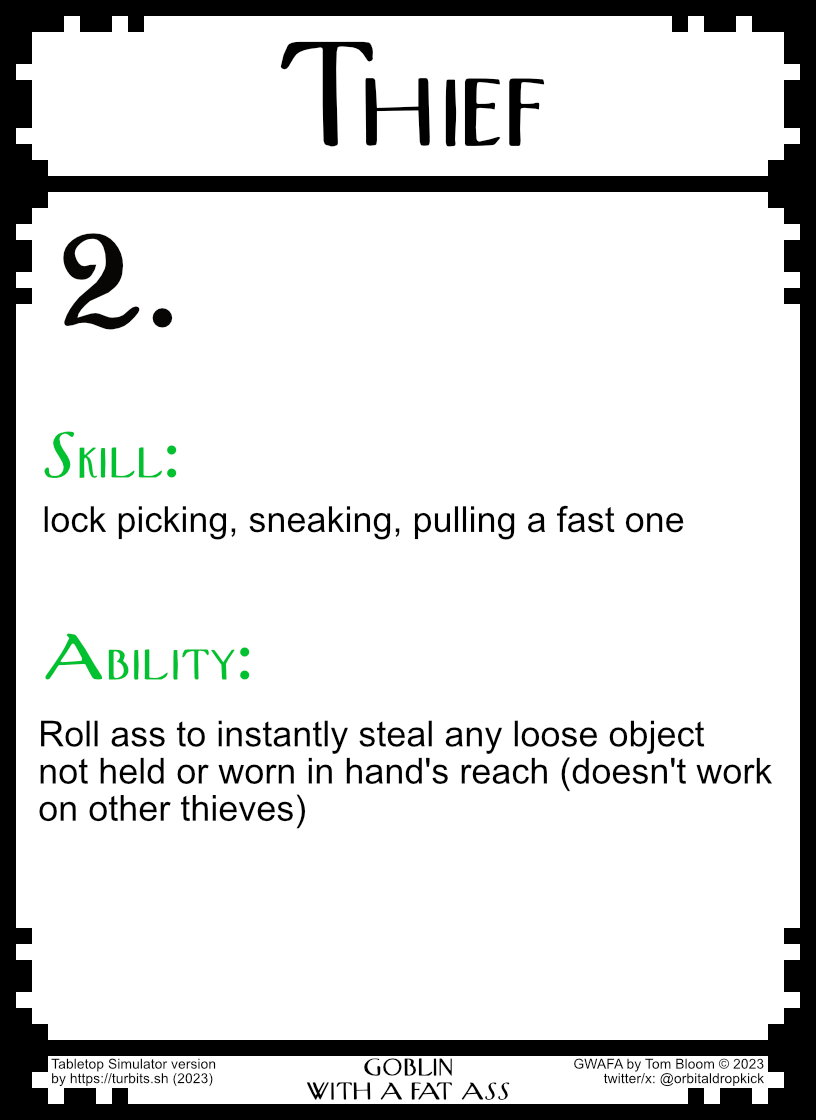 Thief
2.
Skill:
lock picking, sneaking, pulling a fast one
Ability:
Roll ass to instantly steal any loose object
not held or worn in hand's reach (doesn't work
on other thieves)
Tabletop Simulator version
by https://turbits.sh (2023)
GOBLIN
WITH A FAT ASS
GWAFA by Tom Bloom © 2023
twitter/x: @orbitaldropkick